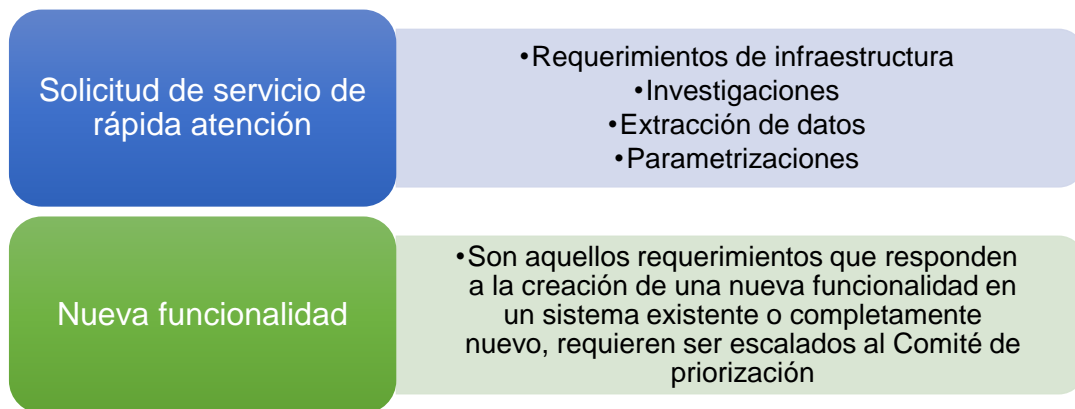 Solicitud de servicio de
rápida atención
•Requerimientos de infraestructura
•Investigaciones
•Extracción de datos
•Parametrizaciones
Nueva funcionalidad
•Son aquellos requerimientos que responden
a la creación de una nueva funcionalidad en
un sistema existente o completamente
nuevo, requieren ser escalados al Comité de
priorización